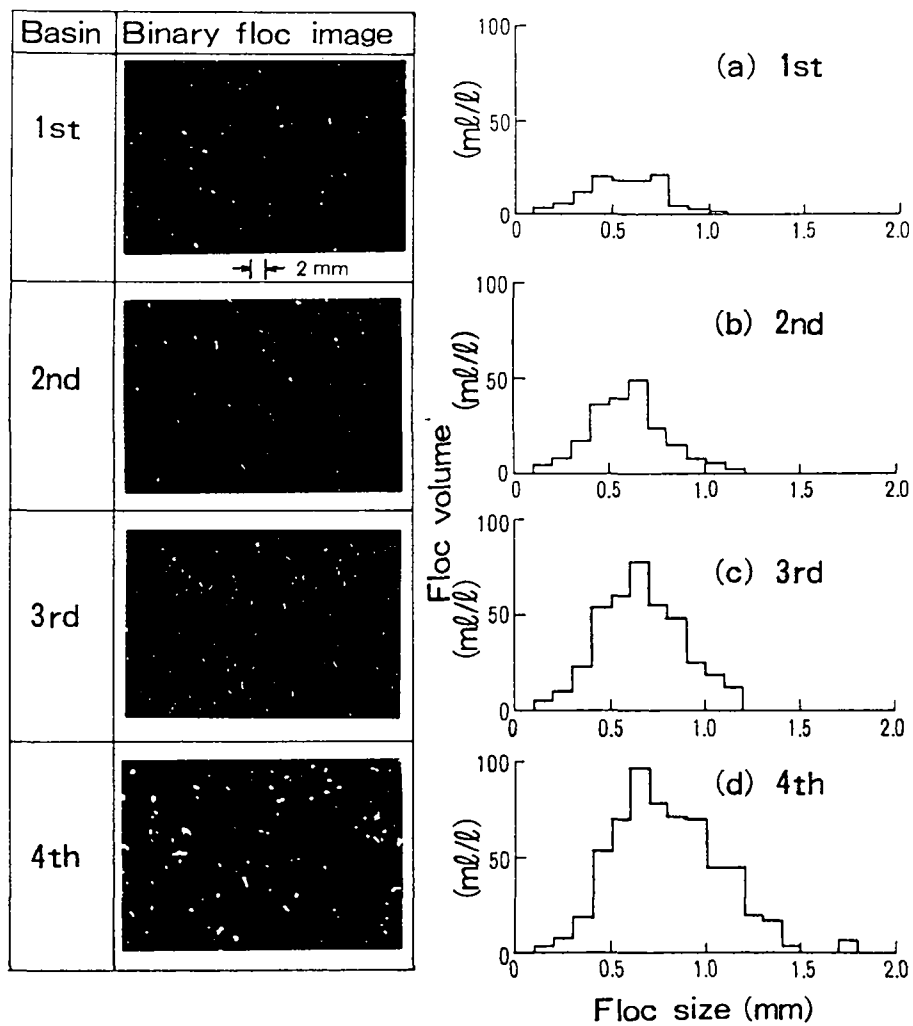 Basin Binary floc image
1st
2 mm
2nd
3rd
4th
Floc volume
(a) 1st
(mℓ/ℓ)
100
50
0
0 0.5 1.0 1.5 2.0
(b) 2nd
(mℓ/ℓ)
100
50
0
0 0.5 1.0 1.5 2.0
(c) 3rd
(mℓ/ℓ)
100
50
0
0 0.5 1.0 1.5 2.0
(d) 4th
(mℓ/ℓ)
100
50
0
0 0.5 1.0 1.5 2.0
Floc size (mm)